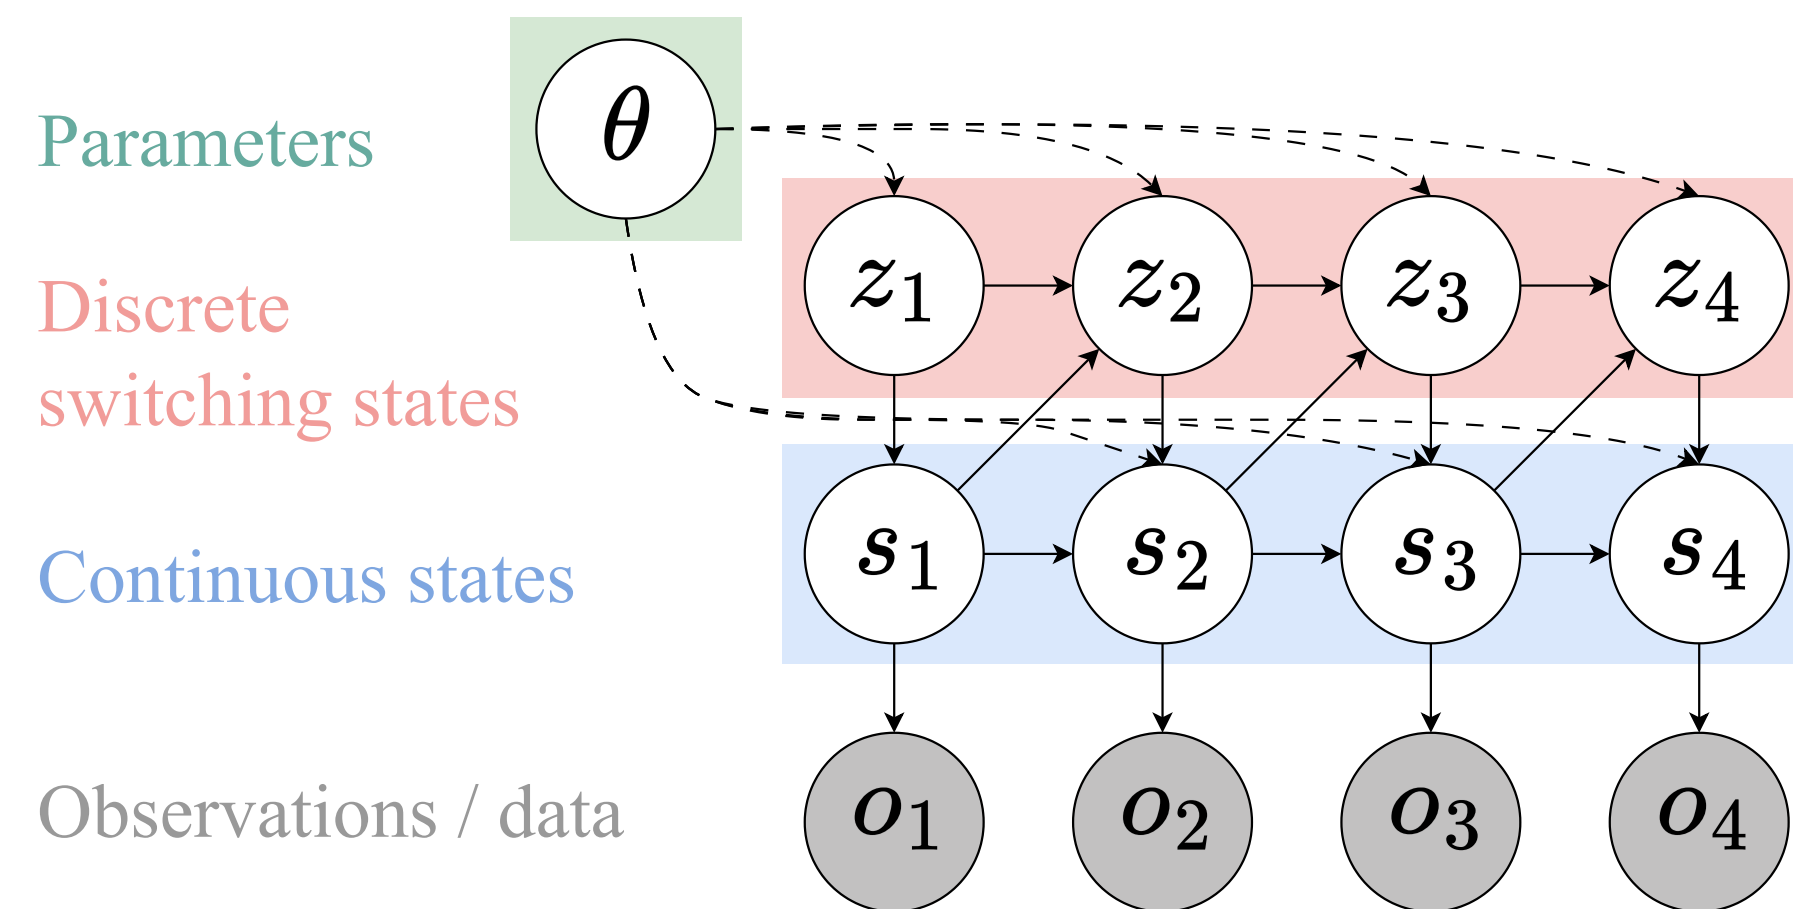 θ
Parameters
Discrete
switching states
z1 z2 z3 z4
Continuous states
s1 s2 s3 s4
Observations / data
o1 o2 o3 o4